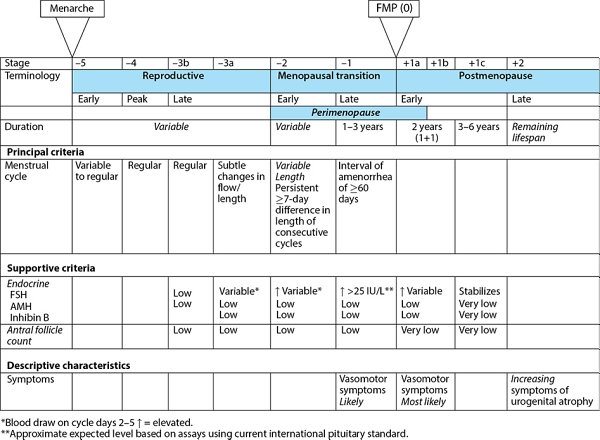 Menarche FMP (0)
Stage –5 –4 –3b –3a –2 –1 +1a +1b +1c +2
Terminology Reproductive Menopausal transition Postmenopause
Early Peak Late Early Late Early Late
Perimenopause
Duration Variable Variable 1–3 years 2 years 3–6 years Remaining
(1+1) lifespan
Principal criteria
Menstrual Variable Regular Regular Subtle Variable Interval of
cycle to regular changes in Length amenorrhea
flow/ Persistent of ≥60
length ≥7-day days
difference in
length of
consecutive
cycles
Supportive criteria
Endocrine
FSH Low Variable* ↑ Variable* ↑ >25 IU/L** ↑ Variable Stabilizes
AMH Low Low Low Low Low Very low
Inhibin B Low Low Low Low Very low
Antral follicle Low Low Low Low Very low Very low
count
Descriptive characteristics
Symptoms Vasomotor Vasomotor Increasing
symptoms symptoms symptoms of
Likely Most likely urogenital atrophy
*Blood draw on cycle days 2–5 ↑ = elevated.
**Approximate expected level based on assays using current international pituitary standard.